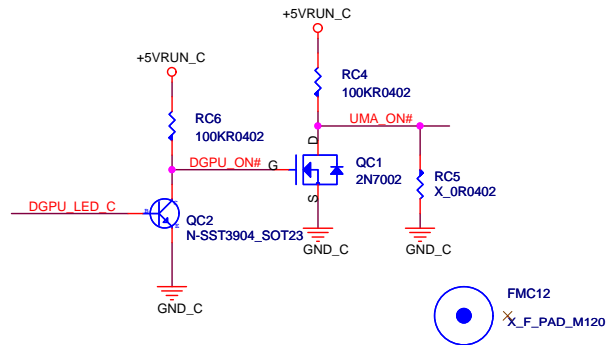 +5VRUN_C
+5VRUN_C
RC4
100KR0402
RC6
100KR0402
UMA_ON#
D
DGPU_ON#
G
QC1
2N7002
S
RC5
X_0R0402
DGPU_LED_C
QC2
N-SST3904_SOT23
GND_C
GND_C
GND_C
FMC12
X_F_PAD_M120